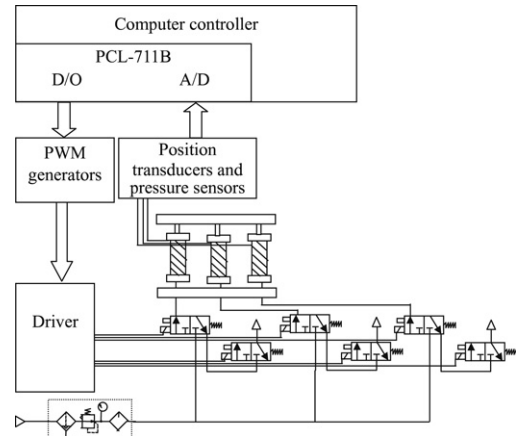 Computer controller
PCL-711B
D/O A/D
PWM
generators
Position
transducers and
pressure sensors
Driver